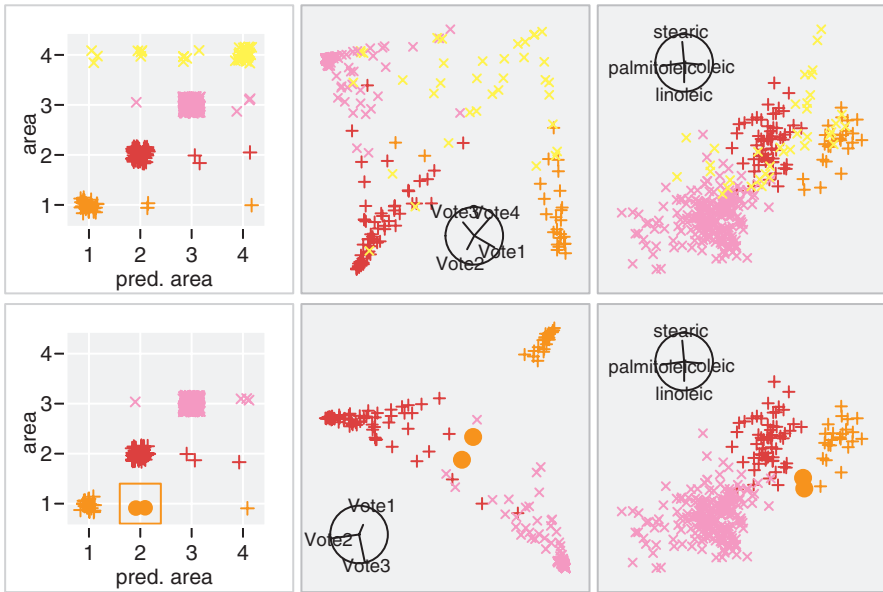 4
3
2
1
area
1 2 3 4
pred. area
Vote3 Vote4
Vote1
Vote2
stearic
palmitoleic oleic
linoleic
4
3
2
1
area
1 2 3 4
pred. area
Vote1
Vote2
Vote3
stearic
palmitoleic oleic
linoleic